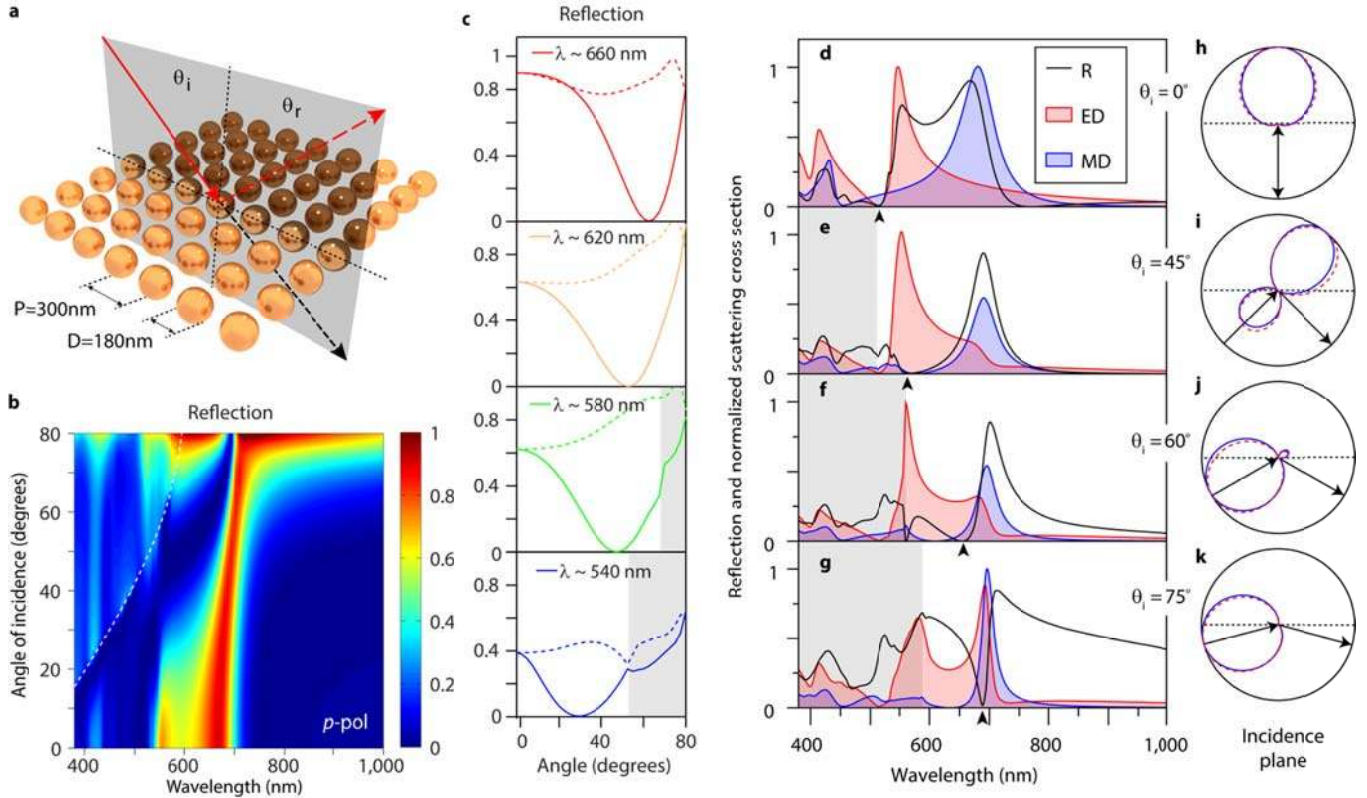 a
θi
θr
P=300nm
D=180nm
b
Reflection
Angle of incidence (degrees)
80
60
40
20
0
400
600
800
1,000
Wavelength (nm)
p-pol
1
0.8
0.6
0.4
0.2
0
c
Reflection
λ ~ 660 nm
1
0.8
0.4
0
λ ~ 620 nm
0.8
0.4
0
λ ~ 580 nm
0.8
0.4
0
λ ~ 540 nm
0.8
0.4
0
0
40
80
Angle (degrees)
Reflection and normalized scattering cross section
d
1
R
ED
MD
θi = 0°
1
e
1
θi = 45°
0
f
1
θi = 60°
0
g
1
θi = 75°
0
400
600
800
1,000
Wavelength (nm)
h
i
j
k
Incidence
plane